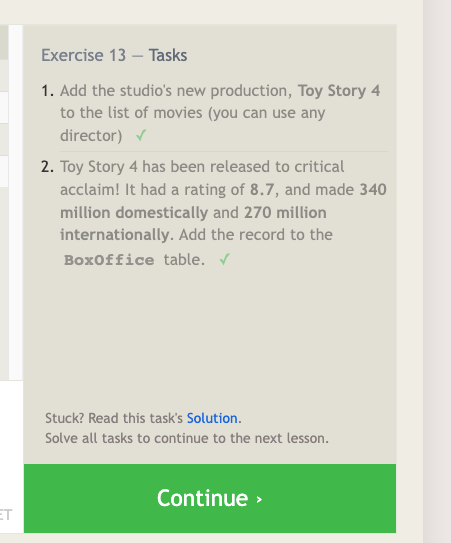 Exercise 13 — Tasks
1. Add the studio's new production, Toy Story 4
to the list of movies (you can use any
director) ✓
2. Toy Story 4 has been released to critical
acclaim! It had a rating of 8.7, and made 340
million domestically and 270 million
internationally. Add the record to the
BoxOffice table. ✓
Stuck? Read this task's Solution.
Solve all tasks to continue to the next lesson.
ET
Continue ›